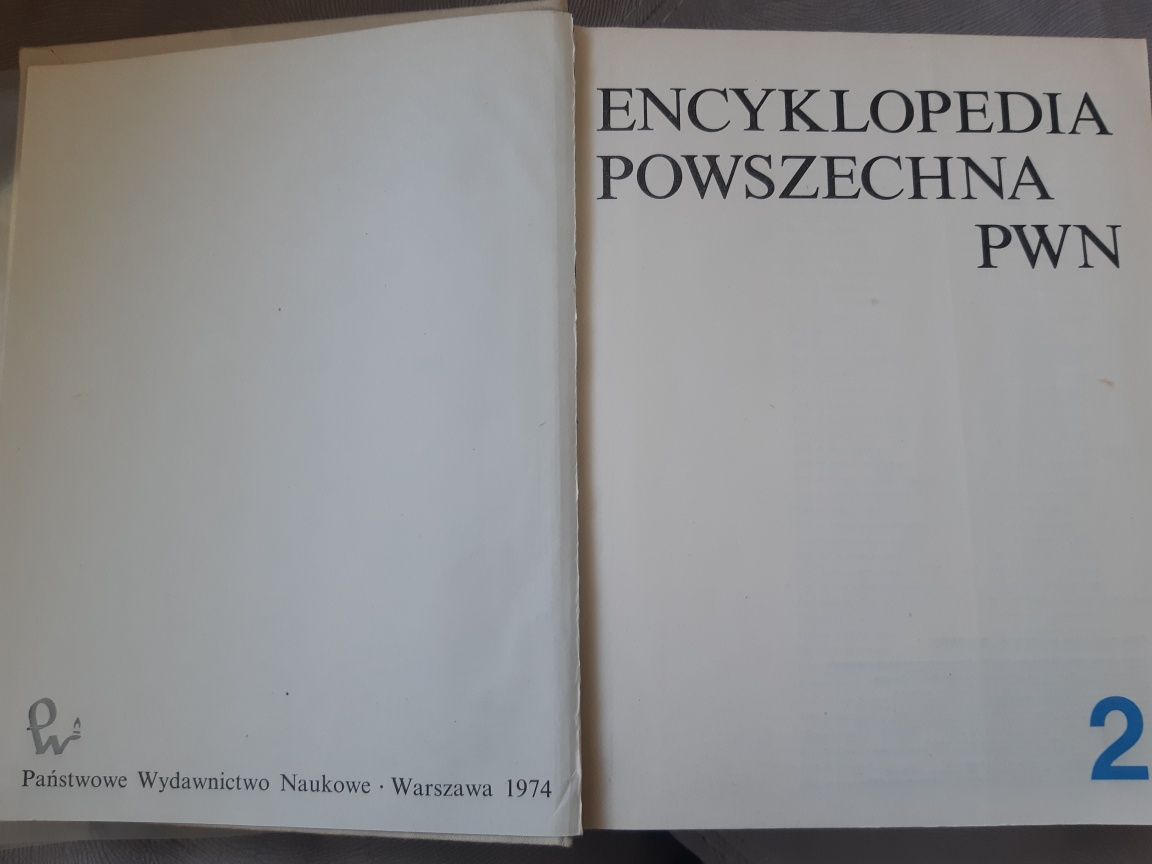 Państwowe Wydawnictwo Naukowe · Warszawa 1974
ENCYKLOPEDIA
POWSZECHNA
PWN
2